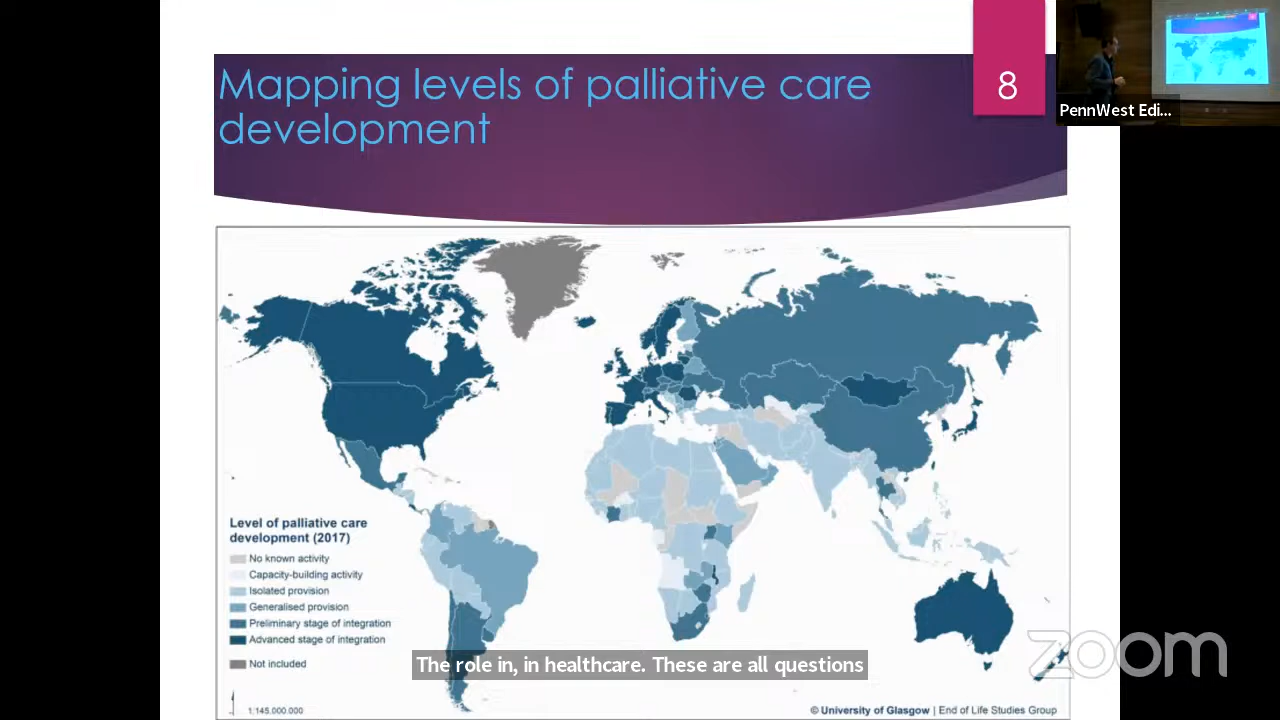 Mapping levels of palliative care
development
8
PennWest Edi...
Level of palliative care
development (2017)
No known activity
Capacity-building activity
Isolated provision
Generalised provision
Preliminary stage of integration
Advanced stage of integration
Not included
The role in, in healthcare. These are all questions
zoom
1:145.000.000
© University of Glasgow | End of Life Studies Group